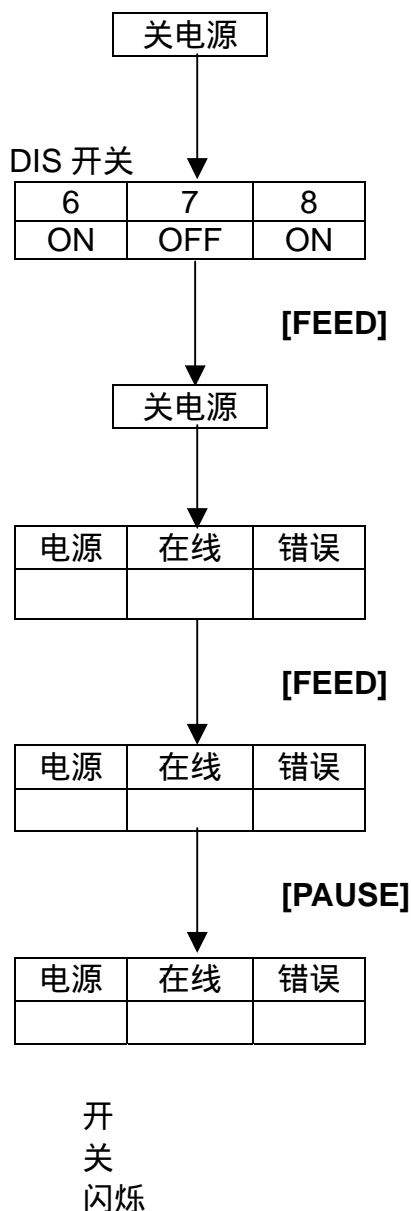 关电源
DIS 开关
6 7 8
ON OFF ON
[FEED]
关电源
电源 在线 错误
[FEED]
电源 在线 错误
[PAUSE]
电源 在线 错误
开
关
闪烁